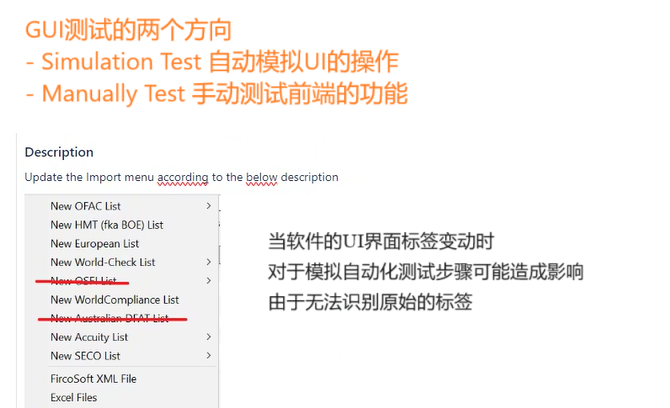 GUI测试的两个方向
- Simulation Test 自动模拟UI的操作
- Manually Test 手动测试前端的功能
Description
Update the Import menu according to the below description
New OFAC List
New HMT (fka BOE) List
New European List
New World-Check List
New OSFI List
New WorldCompliance List
New Australian DFAT List
New Accuity List
New SECO List
FircoSoft XML File
Excel Files
当软件的UI界面标签变动时
对于模拟自动化测试步骤可能造成影响
由于无法识别原始的标签